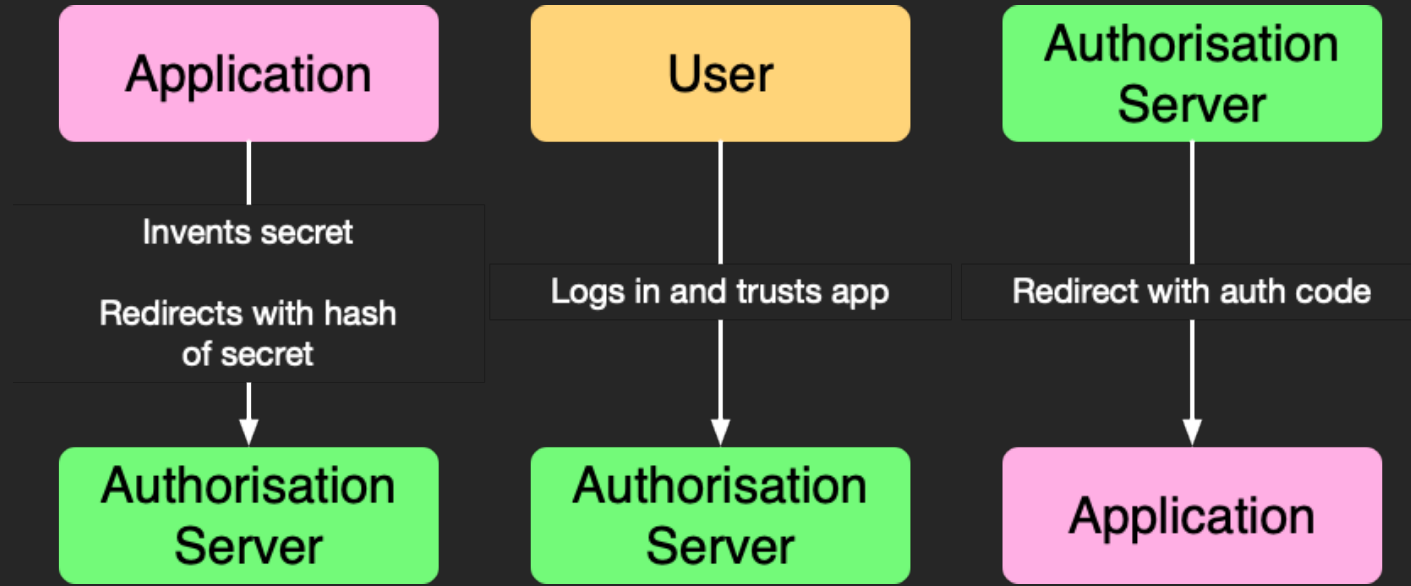 Application
User
Authorisation
Server
Invents secret
Redirects with hash
of secret
Logs in and trusts app
Redirect with auth code
Authorisation
Server
Authorisation
Server
Application